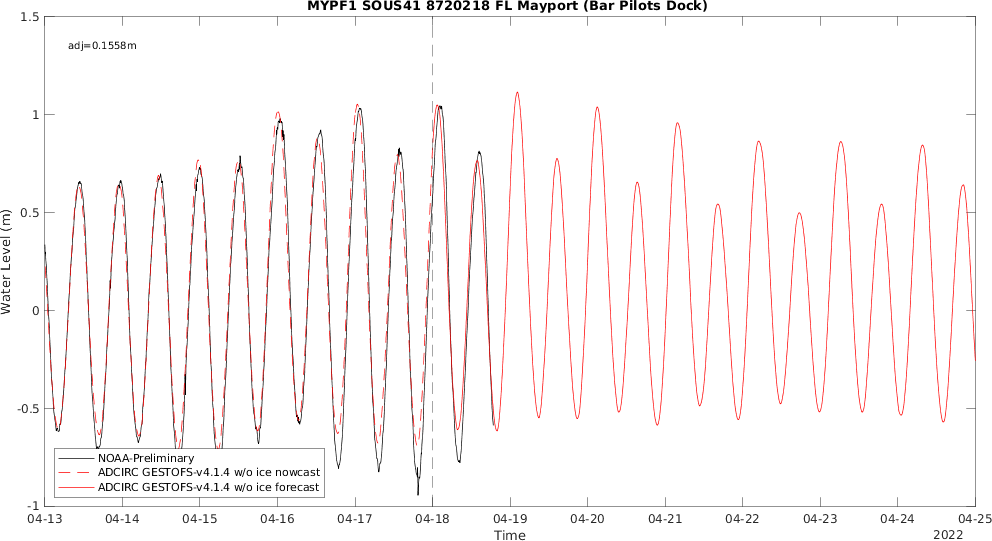 MYPF1 SOUS41 8720218 FL Mayport (Bar Pilots Dock)
1.5
adj=0.1558m
1
0.5
Water Level (m)
0
-0.5
NOAA-Preliminary
ADCIRC GESTOFS-v4.1.4 w/o ice nowcast
ADCIRC GESTOFS-v4.1.4 w/o ice forecast
-1
04-13 04-14 04-15 04-16 04-17 04-18 04-19 04-20 04-21 04-22 04-23 04-24 04-25
Time
2022